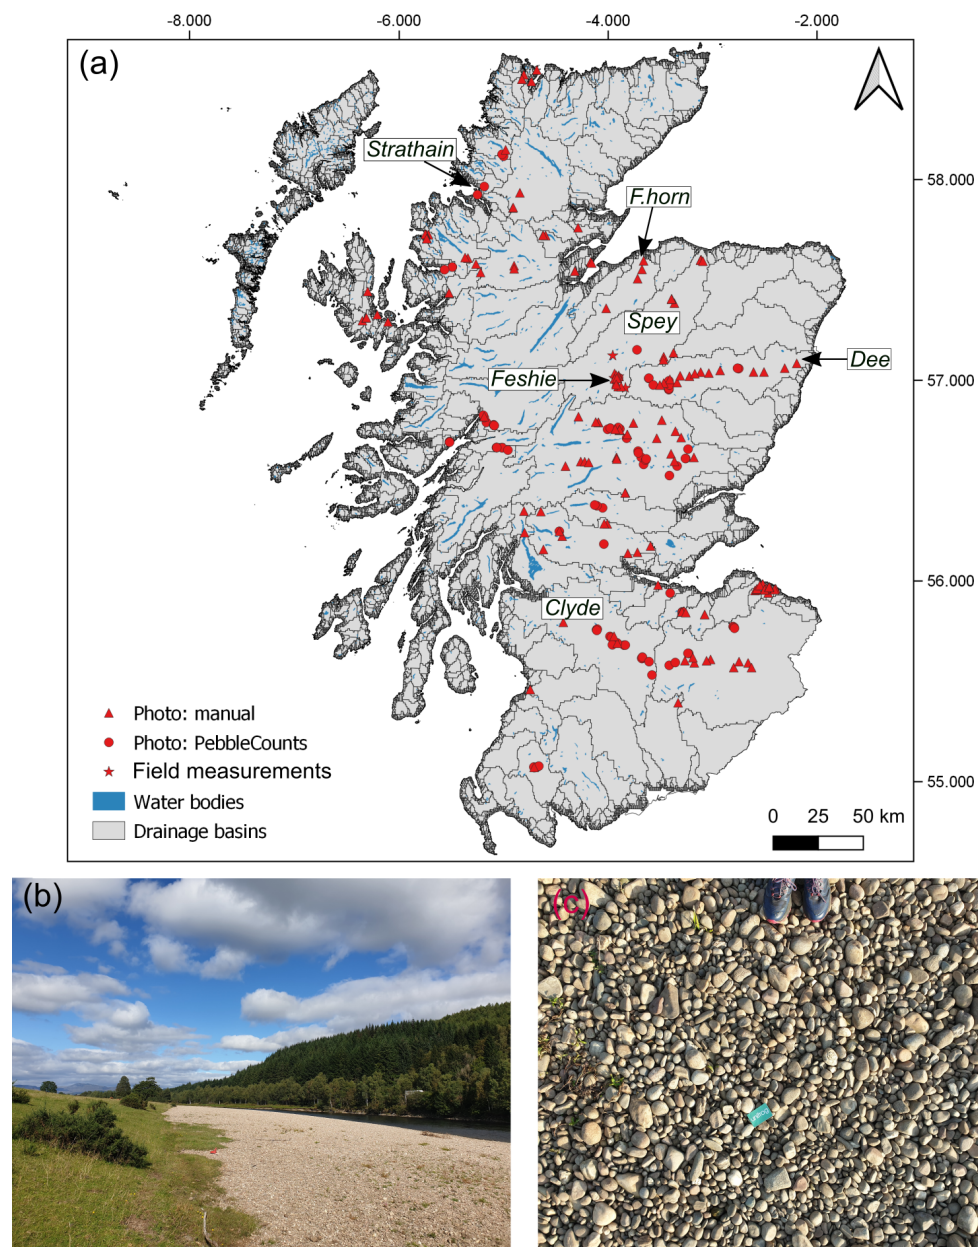 -8.000 -6.000 -4.000 -2.000
(a)
Strathain
58.000
F.horn
Spey
Dee
Feshie
57.000
56.000
Clyde
Photo: manual
Photo: PebbleCounts
Field measurements
Water bodies
Drainage basins
55.000
0 25 50 km
(b)
(c)